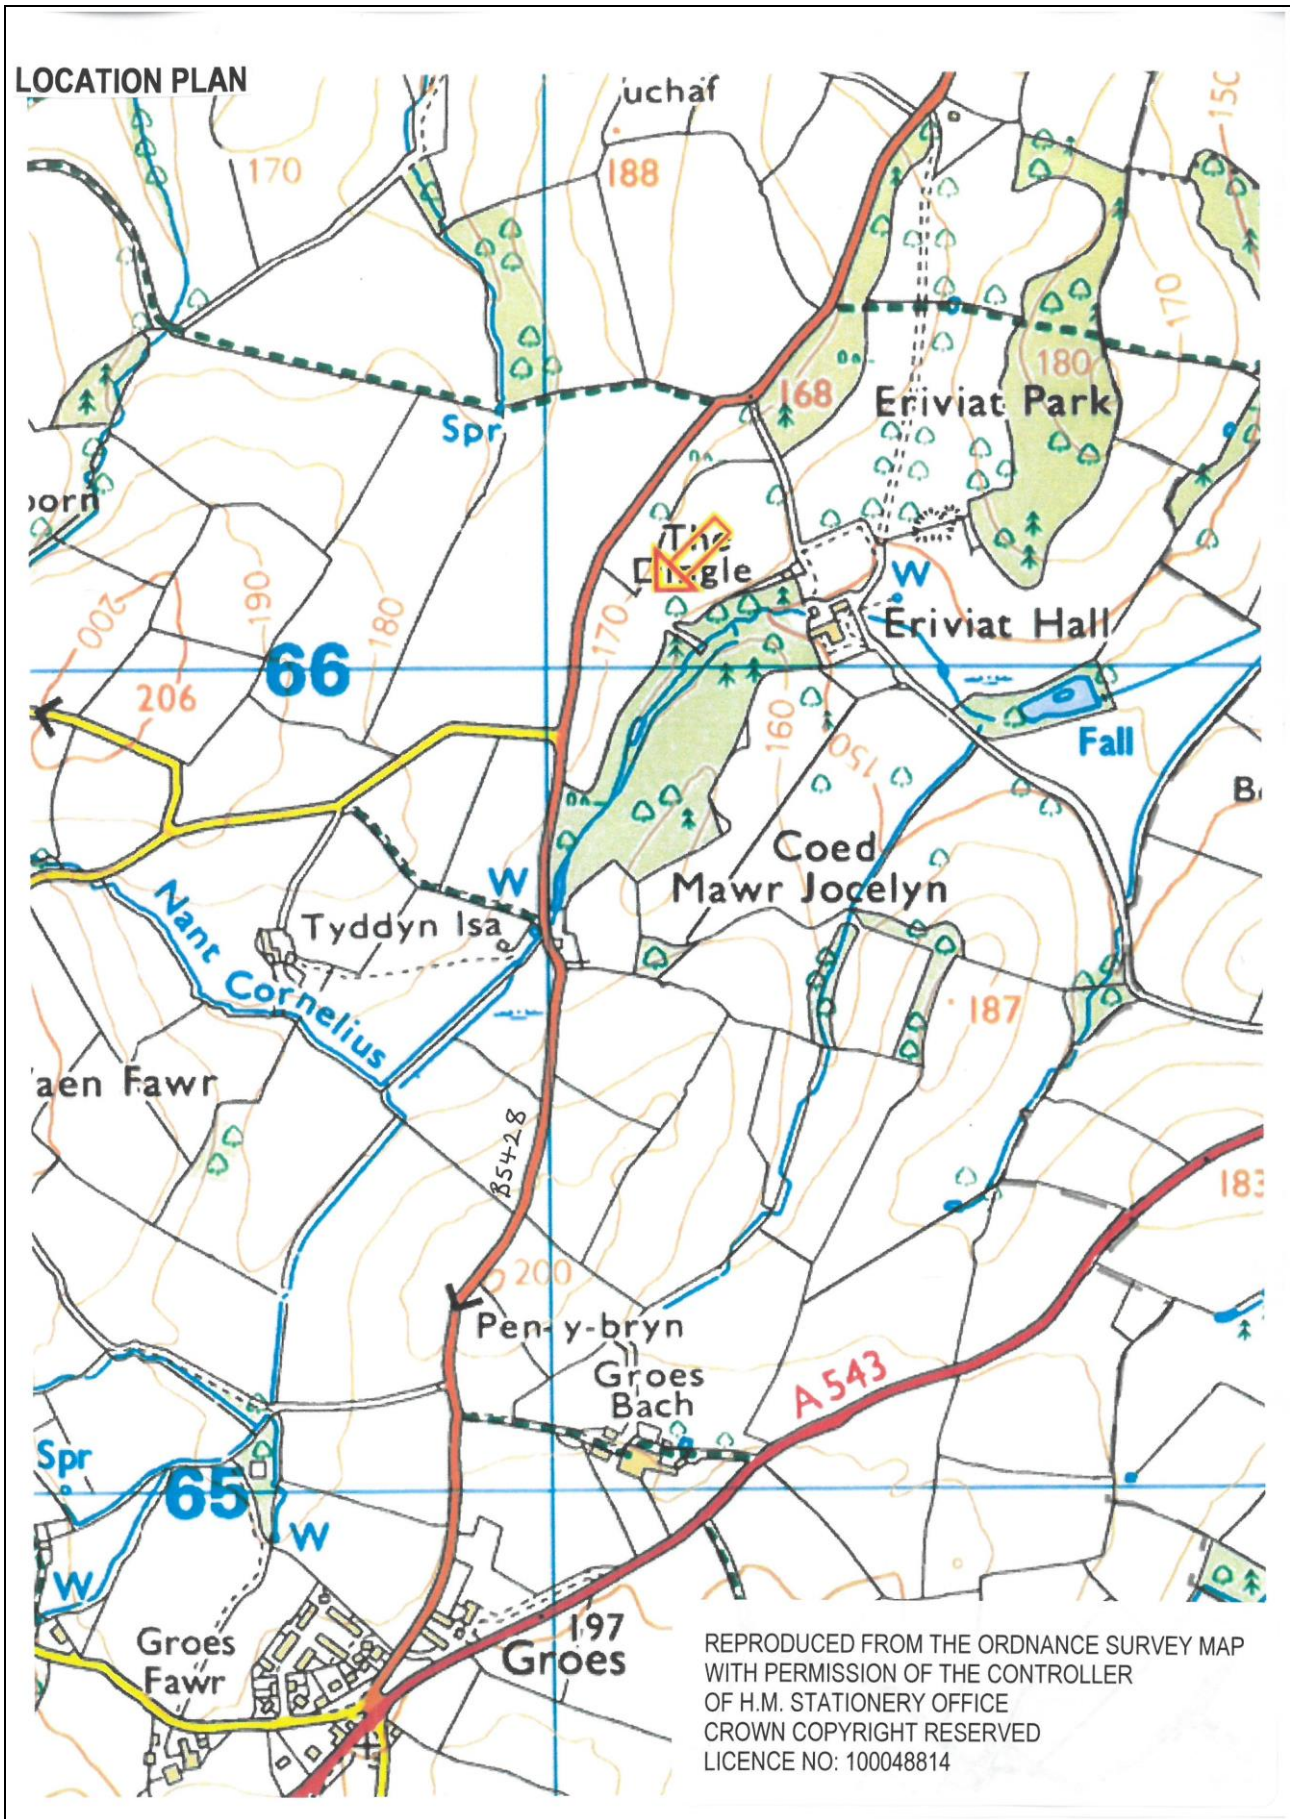 LOCATION PLAN
uchaf
150
170
188
170
180
168
Eriviat Park
Spr
The
Dingle
W
190
180
200
170
Eriviat Hall
66
206
160
150
Fall
Coed
Mawr Jocelyn
W
Nant Cornelius
Tyddyn Isa
187
aen Fawr
B5428
183
200
Pen-y-bryn
Groes
Bach
A 543
Spr
65
W
W
Groes
Fawr
197
Groes
REPRODUCED FROM THE ORDNANCE SURVEY MAP
WITH PERMISSION OF THE CONTROLLER
OF H.M. STATIONERY OFFICE
CROWN COPYRIGHT RESERVED
LICENCE NO: 100048814